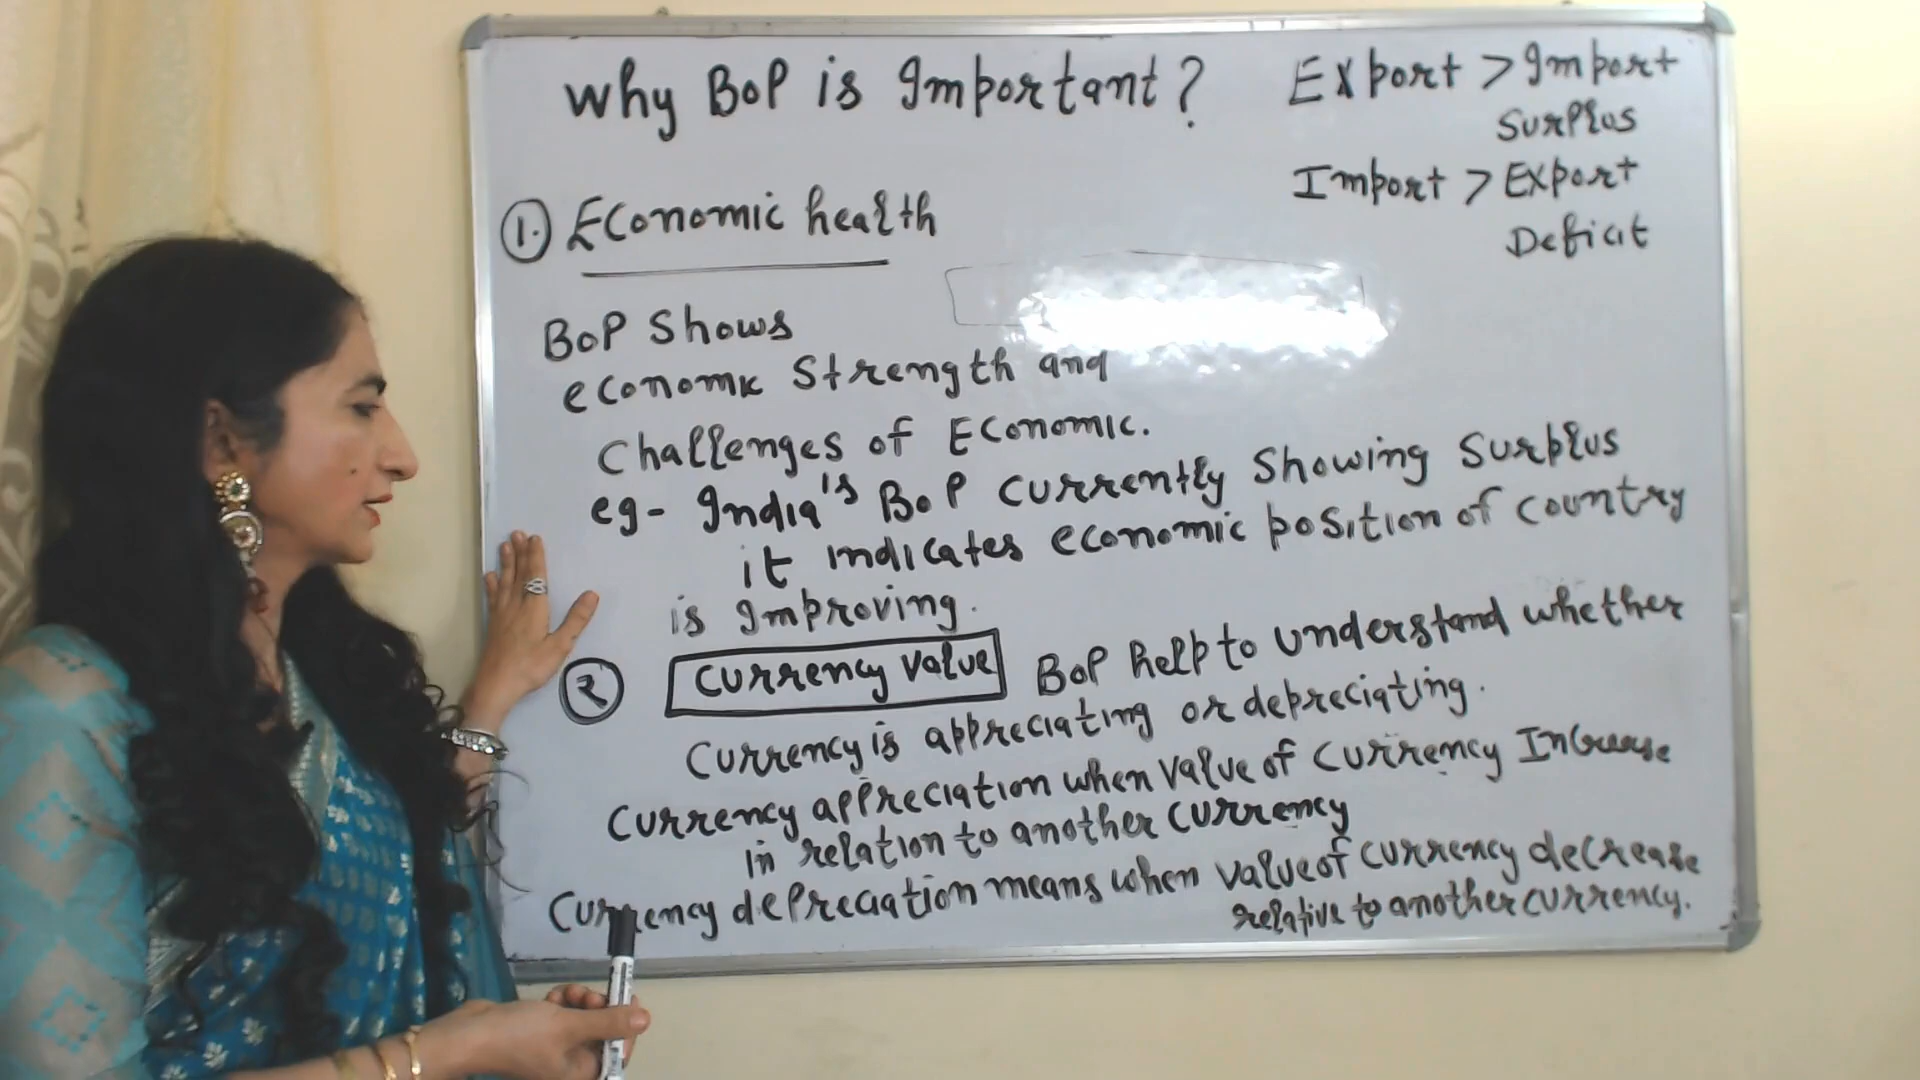 Why BoP is Important?
Export > Import
Surplus
Import > Export
Deficit
1. Economic health
BoP Shows
economic Strength and
Challenges of Economic.
eg- India's BoP currently Showing Surplus
it indicates economic position of country
is Improving.
2 Currency value BoP help to understand whether
Currency is appreciating or depreciating.
Currency appreciation when value of currency Increase
in relation to another currency
Currency depreciation means when value of currency decrease
relative to another currency.